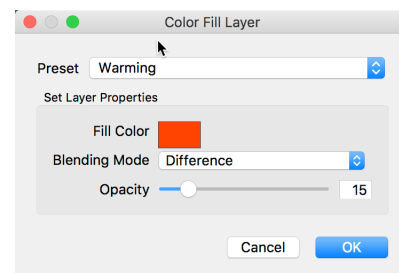 Color Fill Layer
Preset Warming
Set Layer Properties
Fill Color
Blending Mode Difference
Opacity 15
Cancel OK